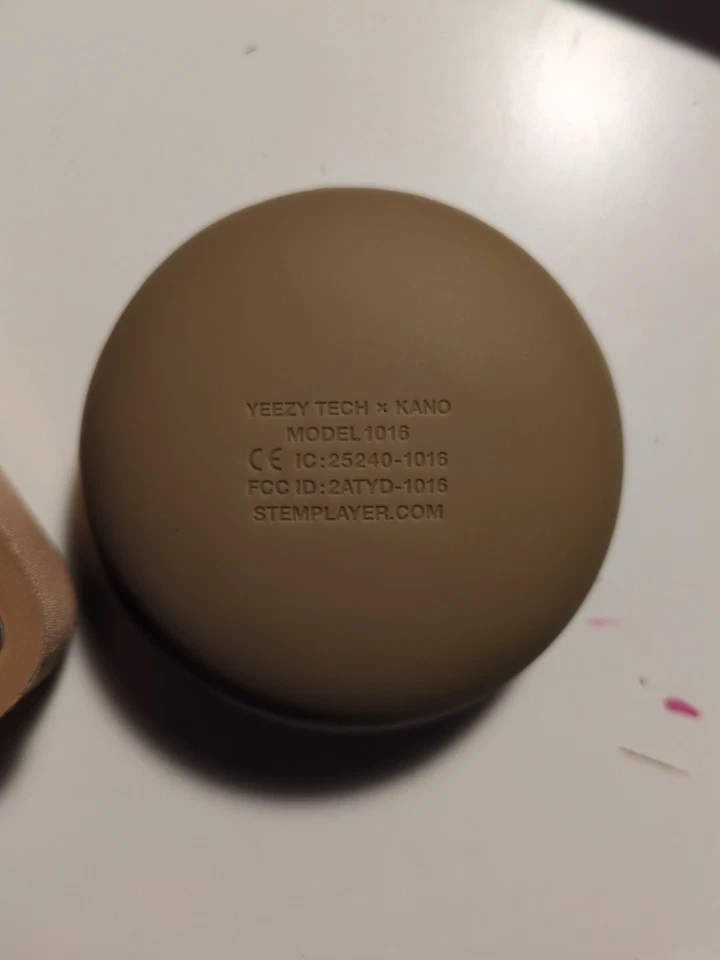 YEEZY TECH × KANO
MODEL 1016
CE IC:25240-1016
FCC ID:2ATYD-1016
STEMPLAYER.COM